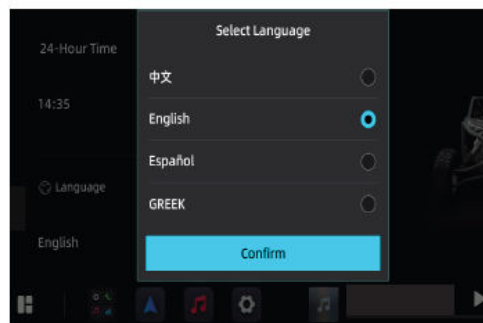 24-Hour Time
14:35
Language
English
Select Language
中文
English
Español
GREEK
Confirm